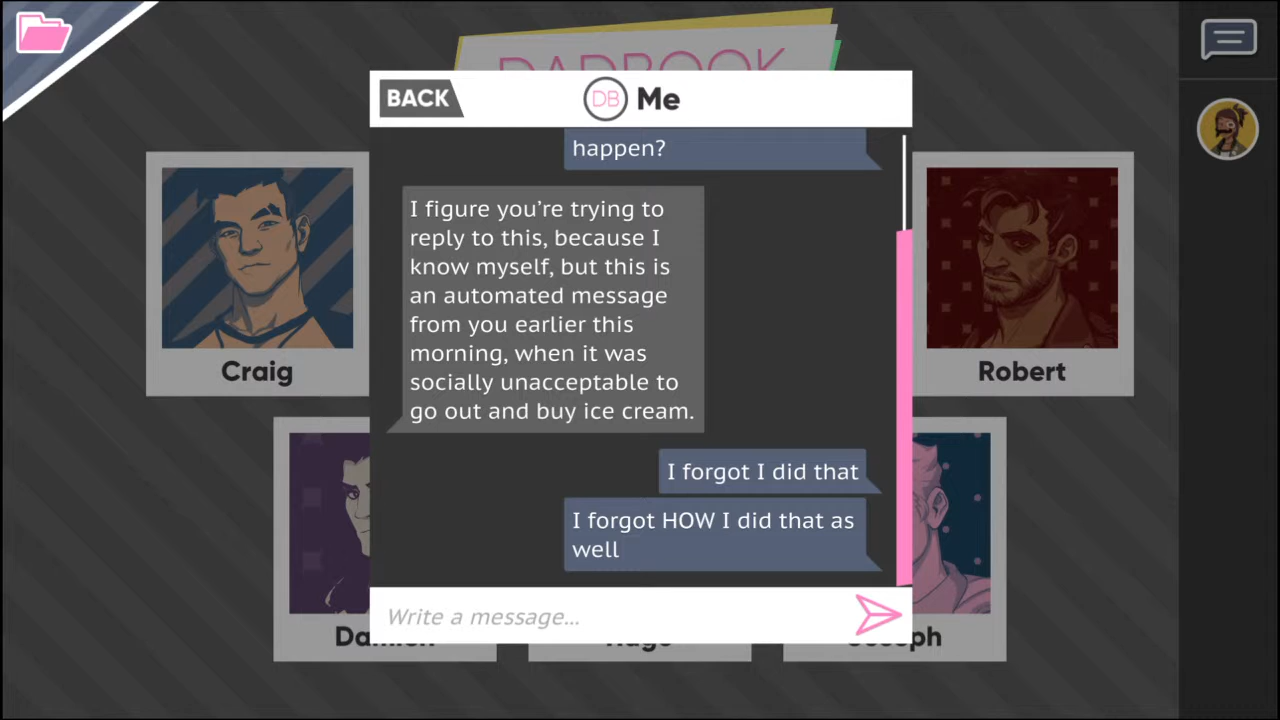 DADBOOK
BACK
DB
Me
happen?
I figure you’re trying to
reply to this, because I
know myself, but this is
an automated message
from you earlier this
morning, when it was
socially unacceptable to
go out and buy ice cream.
I forgot I did that
I forgot HOW I did that as
well
Write a message...
Craig
Robert